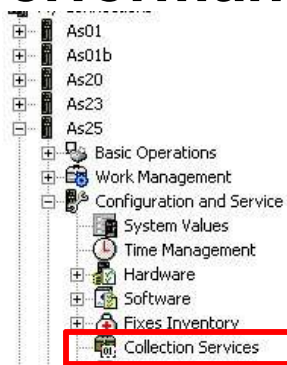 As01
As01b
As20
As23
As25
Basic Operations
Work Management
Configuration and Service
System Values
Time Management
Hardware
Software
Fixes Inventory
Collection Services